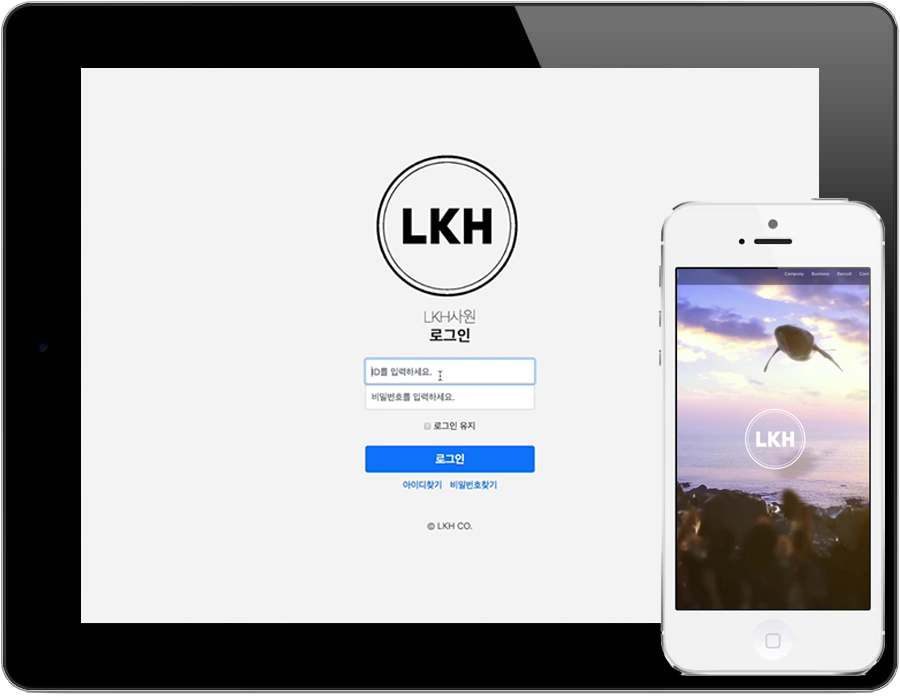 LKH
LKH사원
로그인
ID를 입력하세요.
비밀번호를 입력하세요.
로그인 유지
로그인
아이디찾기 비밀번호찾기
© LKH CO.
Company Business Recruit
LKH